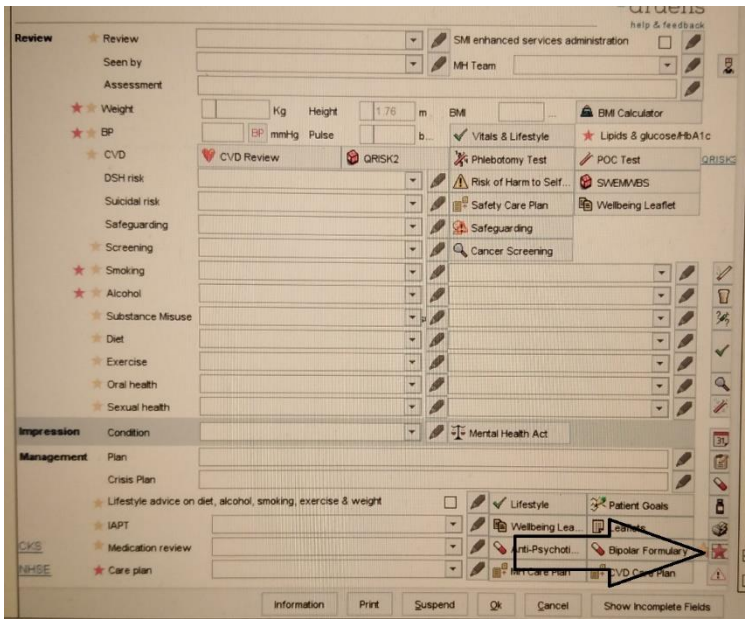 help & feedback
Review Review SMI enhanced services administration
Seen by MH Team
Assessment
Weight Kg Height 1.76 m BMI ... BMI Calculator
BP BP mmHg Pulse b... Vitals & Lifestyle Lipids & glucose/HbA1c
CVD CVD Review QRISK2 Phlebotomy Test POC Test
DSH risk Risk of Harm to Self... SWEMWBS
Suicidal risk Safety Care Plan Wellbeing Leaflet
Safeguarding Safeguarding
Screening Cancer Screening
Smoking
Alcohol
Substance Misuse
Diet
Exercise
Oral health
Sexual health
Impression Condition Mental Health Act
Management Plan 31
Crisis Plan
Lifestyle advice on diet, alcohol, smoking, exercise & weight Lifestyle Patient Goals
IAPT Wellbeing Lea... Leaflets
CKS Medication review Anti-Psychoti... Bipolar Formulary
NHSE Care plan MH Care Plan CVD Care Plan
Information Print Suspend Ok Cancel Show Incomplete Fields